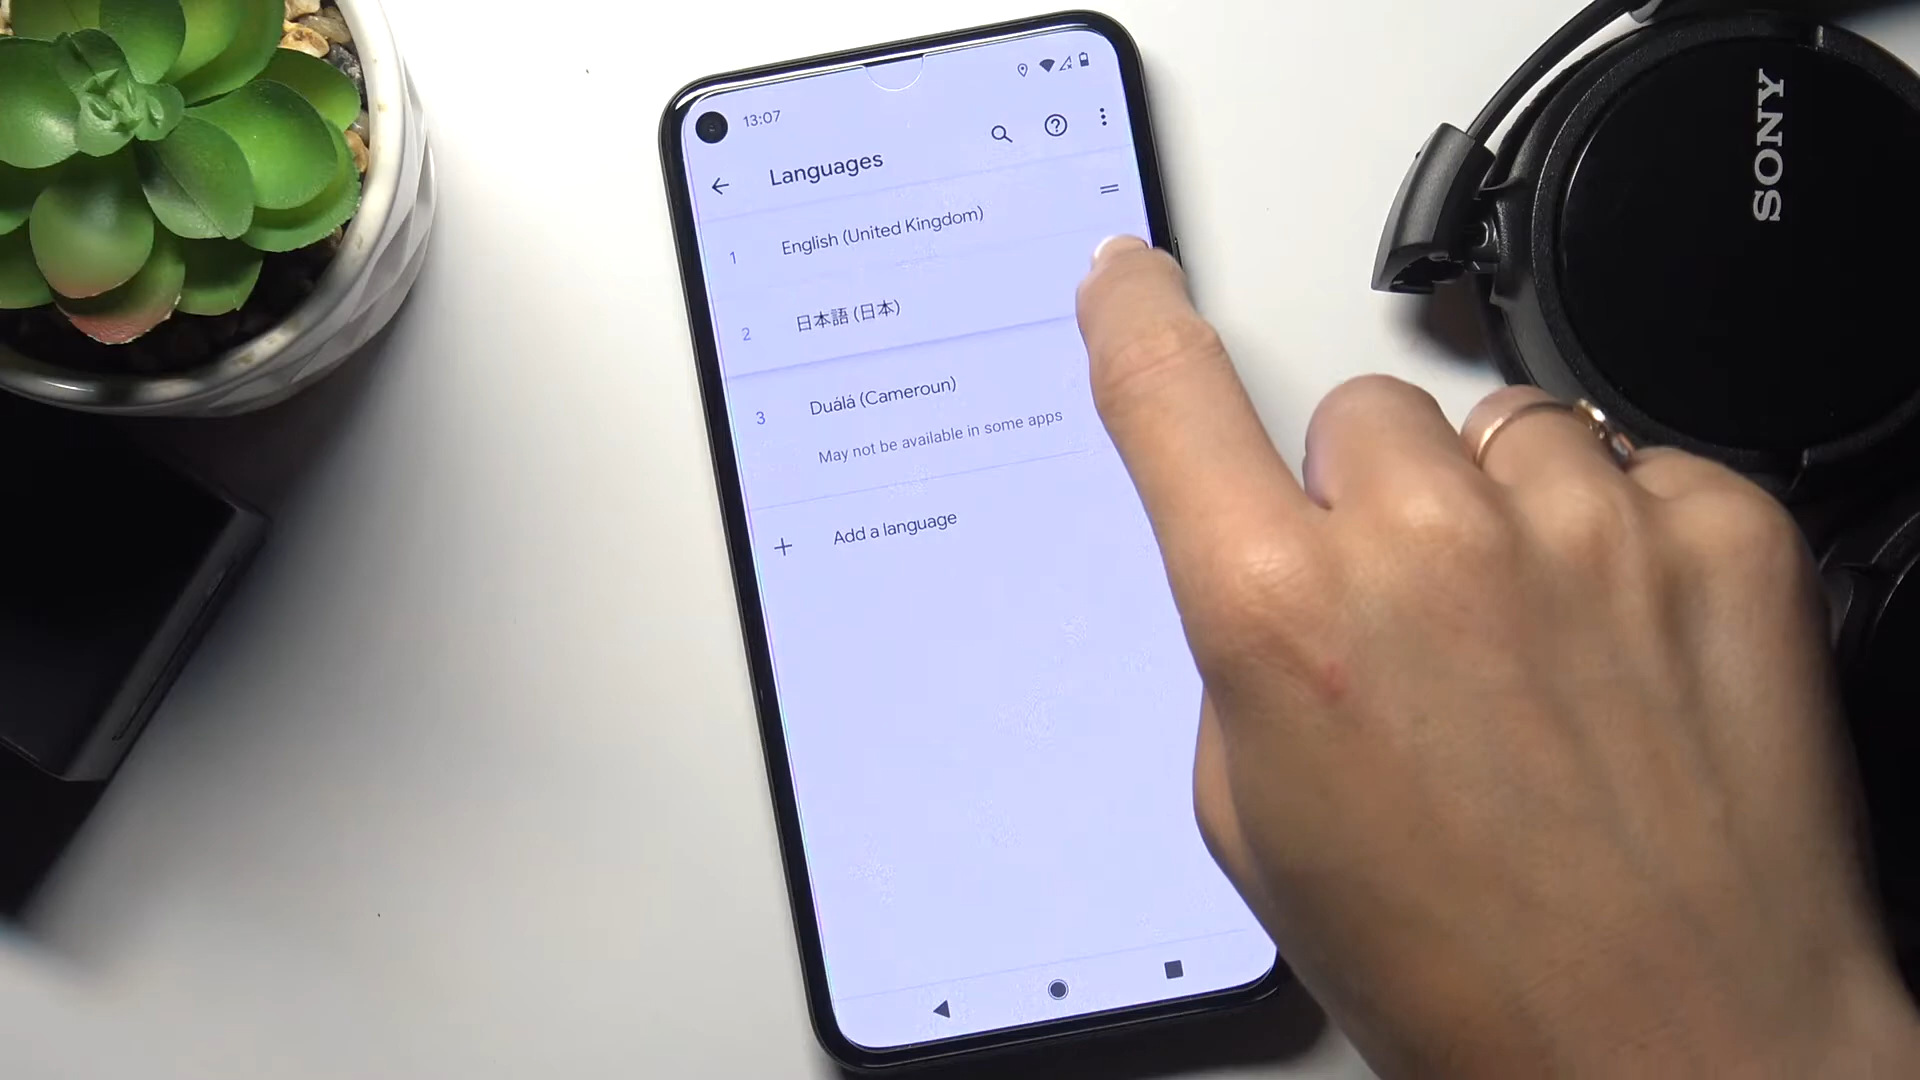 13:07
Languages
1 English (United Kingdom)
2 日本語 (日本)
3 Duálá (Cameroun)
May not be available in some apps
+ Add a language
SONY